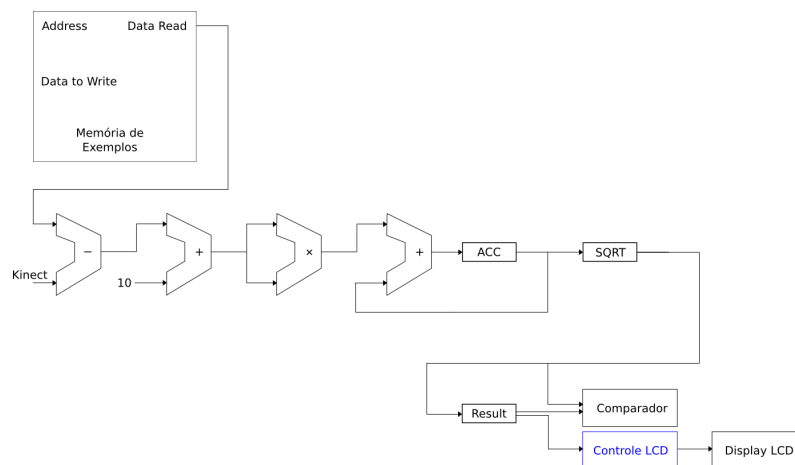 Address
Data Read
Data to Write
Memória de
Exemplos
Kinect
−
10
+
×
+
ACC
SQRT
Result
Comparador
Controle LCD
Display LCD